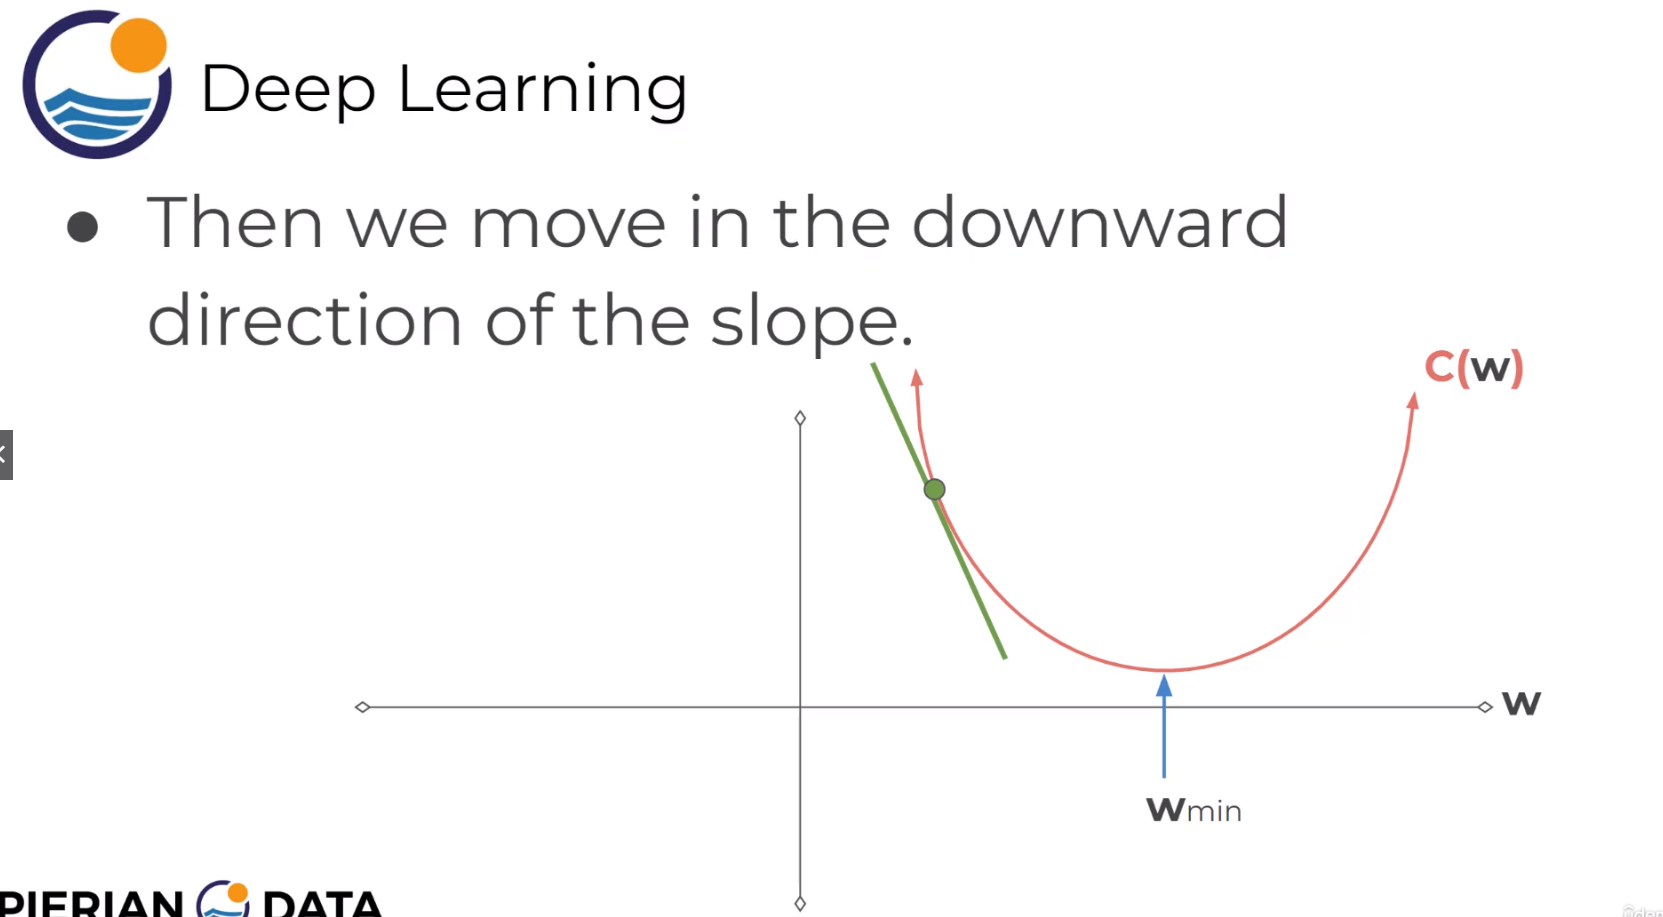 Deep Learning
● Then we move in the downward
direction of the slope.
C(w)
w
wmin
PIERIAN DATA